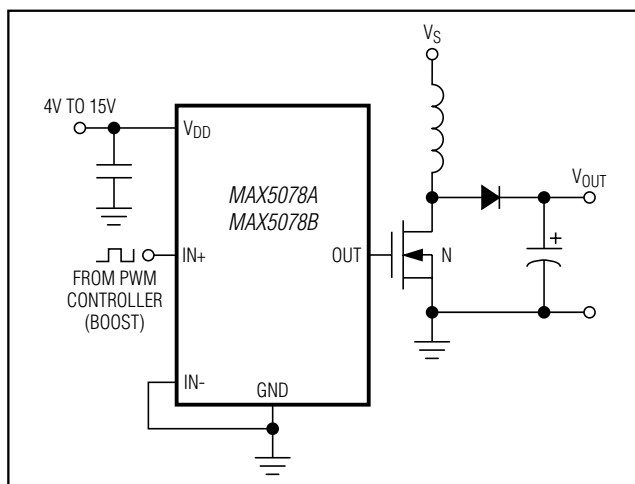 V_S
4V TO 15V
V_DD
MAX5078A
MAX5078B
V_OUT
+
IN+
OUT
N
FROM PWM
CONTROLLER
(BOOST)
IN-
GND